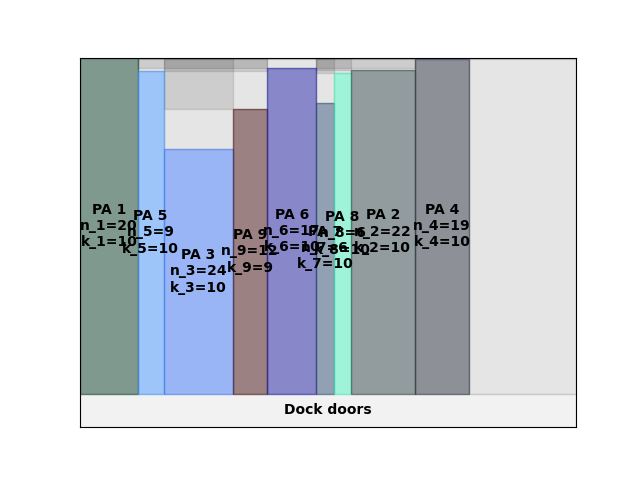 PA 1
n_1=20
k_1=10
PA 5
n_5=9
k_5=10
PA 3
n_3=24
k_3=10
PA 9
n_9=12
k_9=9
PA 6
n_6=17
k_6=10
PA 7
n_7=6
k_7=10
PA 8
n_8=6
k_8=10
PA 2
n_2=22
k_2=10
PA 4
n_4=19
k_4=10
Dock doors